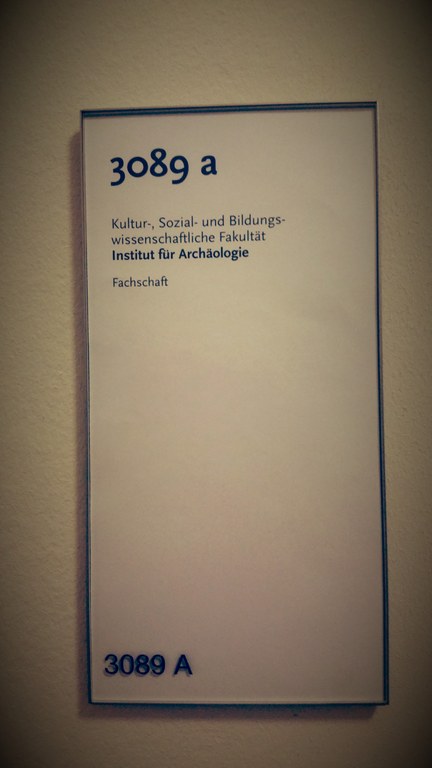 3089 a
Kultur-, Sozial- und Bildungs-
wissenschaftliche Fakultät
Institut für Archäologie
Fachschaft
3089 A